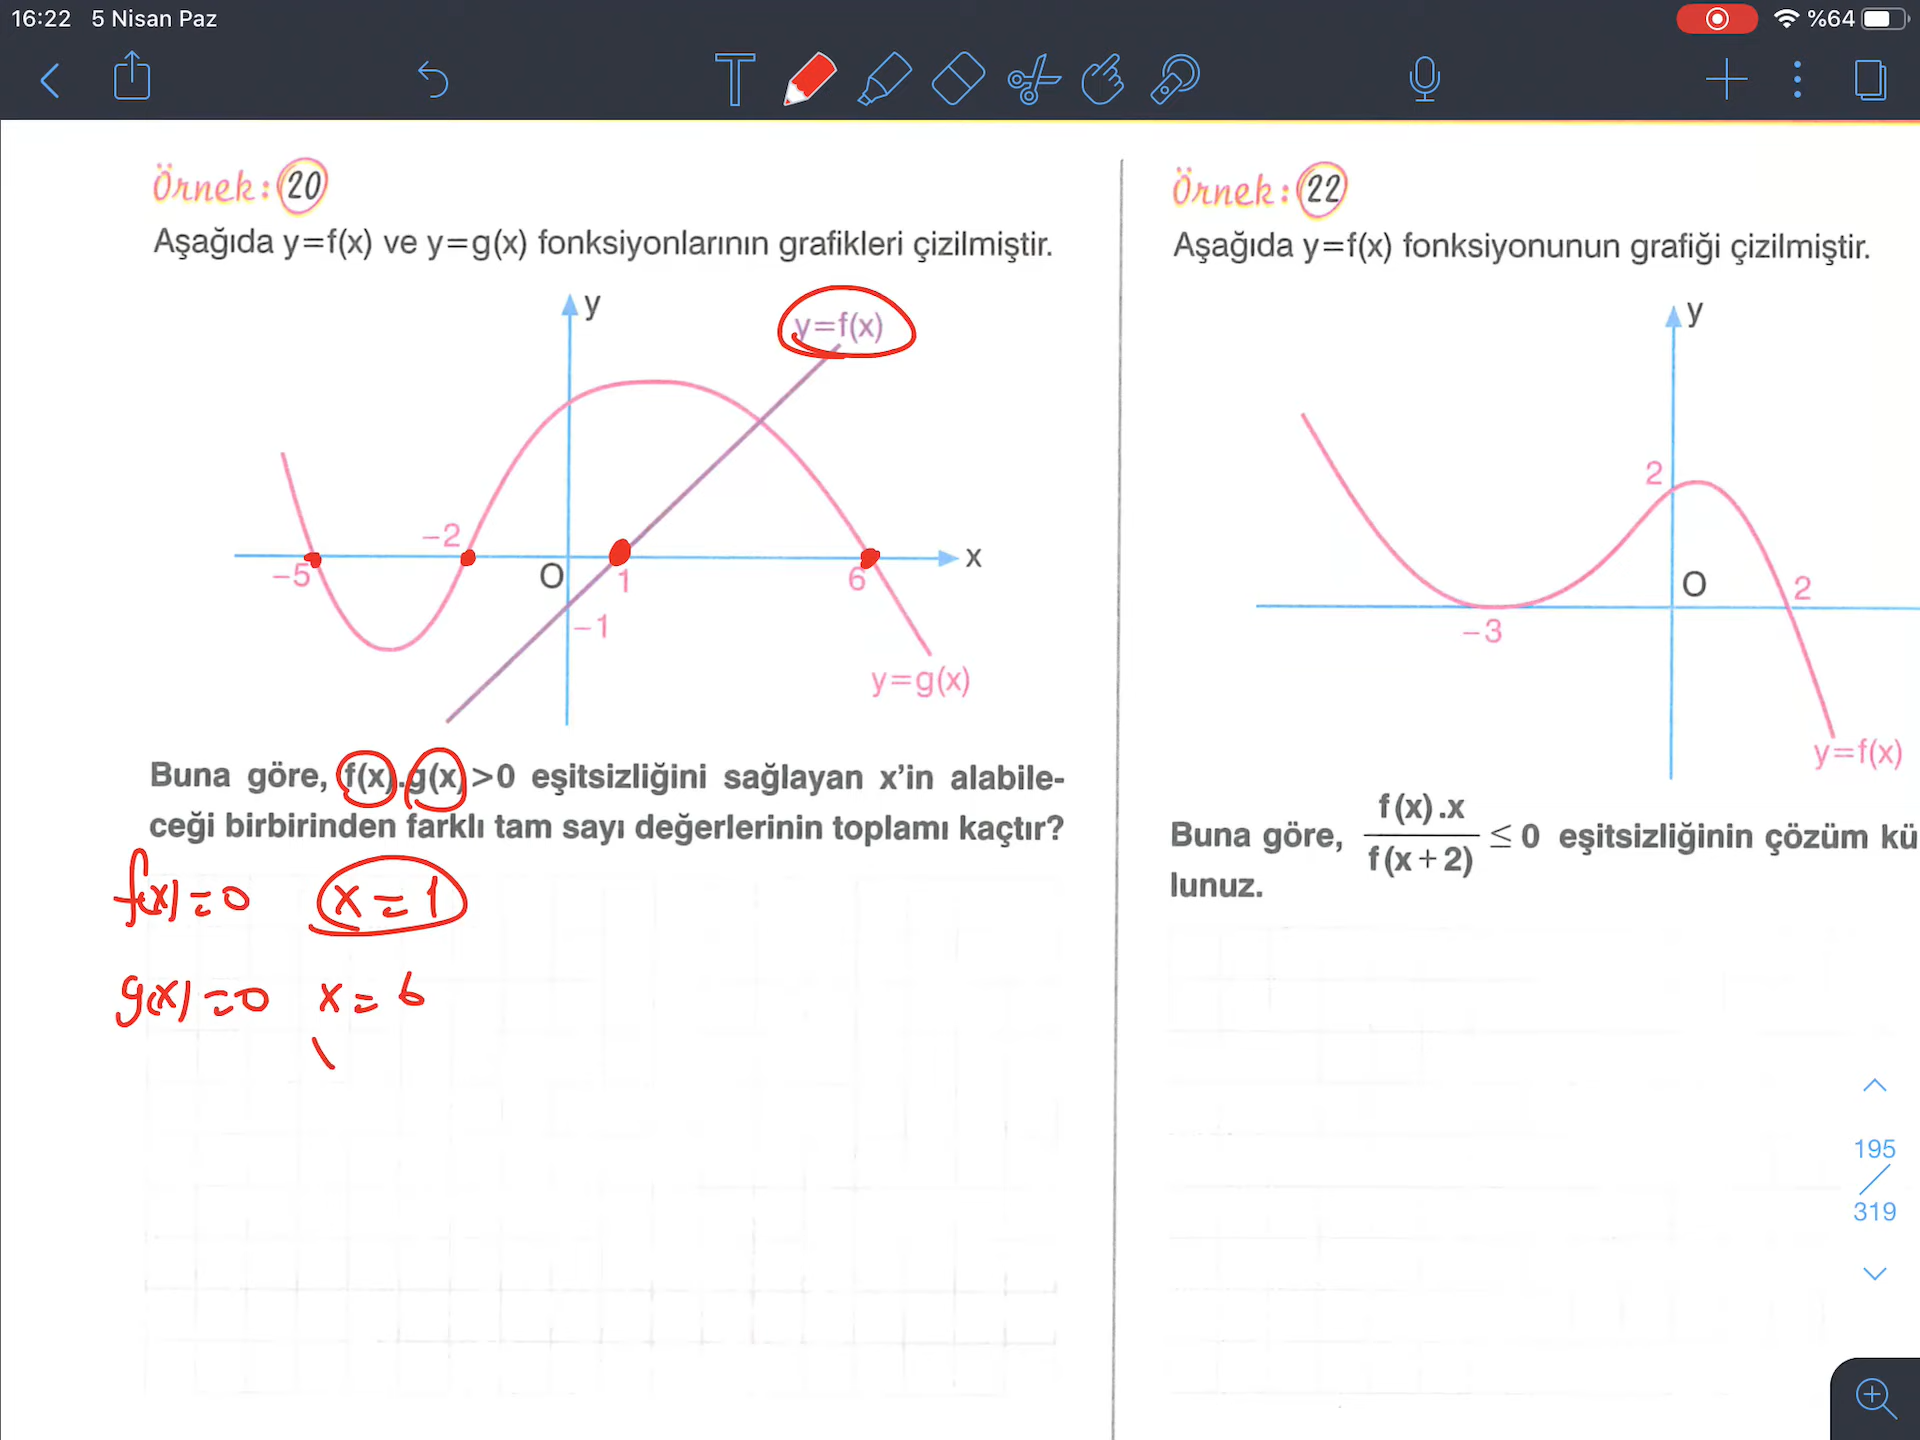 16:22 5 Nisan Paz
%64
T
Örnek: 20
Aşağıda y=f(x) ve y=g(x) fonksiyonlarının grafikleri çizilmiştir.
y
y=f(x)
-2
-5
O
1
6
x
-1
y=g(x)
Buna göre, f(x).g(x) >0 eşitsizliğini sağlayan x'in alabile-
ceği birbirinden farklı tam sayı değerlerinin toplamı kaçtır?
f(x)=0 x=1
g(x)=0 x=6
Örnek: 22
Aşağıda y=f(x) fonksiyonunun grafiği çizilmiştir.
y
2
O
2
-3
y=f(x)
Buna göre, f(x).x / f(x+2) ≤ 0 eşitsizliğinin çözüm kü
lunuz.
195
319